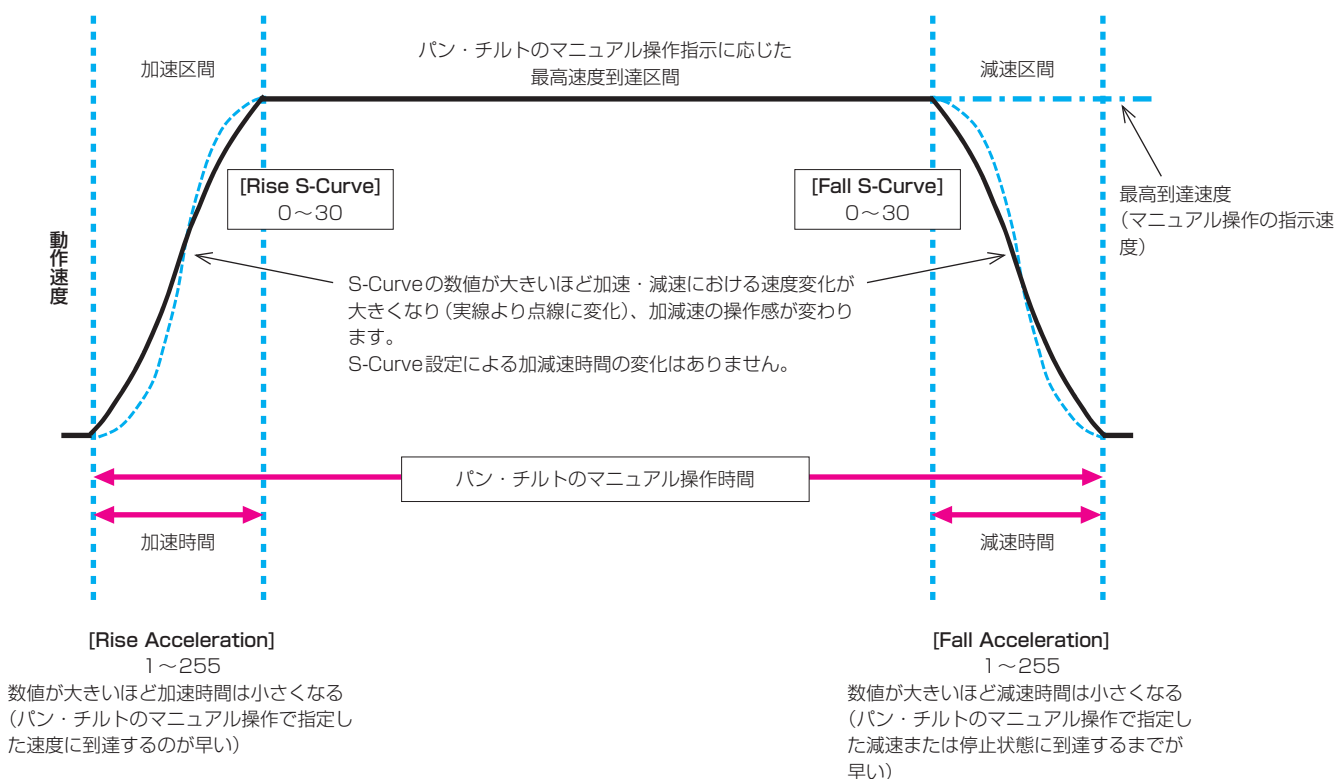 加速区間
パン・チルトのマニュアル操作指示に応じた
最高速度到達区間
減速区間
[Rise S-Curve]
0～30
[Fall S-Curve]
0～30
最高到達速度
（マニュアル操作の指示速
度）
動作速度
S-Curveの数値が大きいほど加速・減速における速度変化が
大きくなり（実線より点線に変化）、加減速の操作感が変わり
ます。
S-Curve設定による加減速時間の変化はありません。
パン・チルトのマニュアル操作時間
加速時間
減速時間
[Rise Acceleration]
1～255
数値が大きいほど加速時間は小さくなる
（パン・チルトのマニュアル操作で指定し
た速度に到達するのが早い）
[Fall Acceleration]
1～255
数値が大きいほど減速時間は小さくなる
（パン・チルトのマニュアル操作で指定し
た減速または停止状態に到達するまでが
早い）